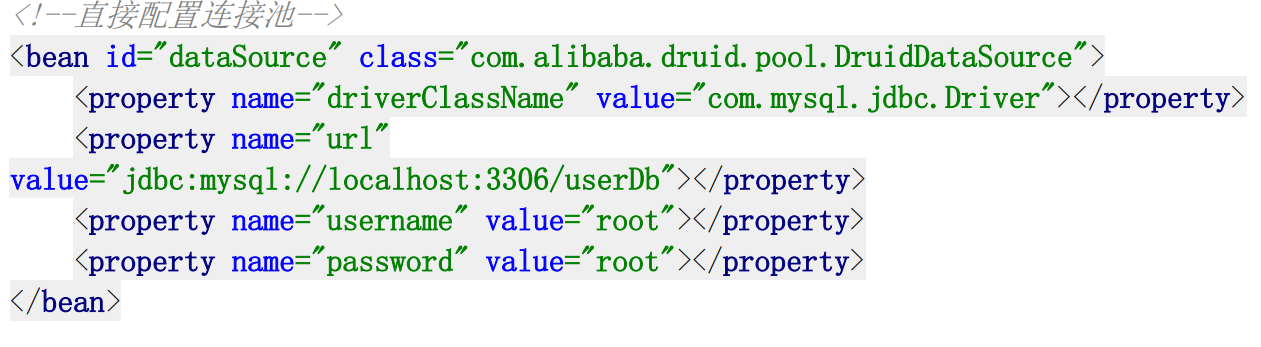 <!--直接配置连接池-->
<bean id="dataSource" class="com.alibaba.druid.pool.DruidDataSource">
    <property name="driverClassName" value="com.mysql.jdbc.Driver"></property>
    <property name="url"
value="jdbc:mysql://localhost:3306/userDb"></property>
    <property name="username" value="root"></property>
    <property name="password" value="root"></property>
</bean>